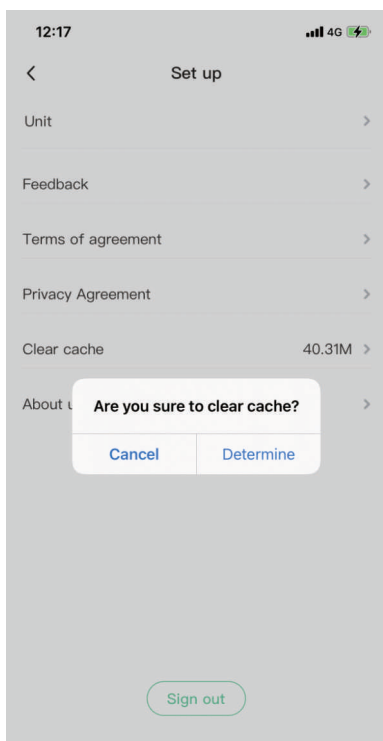 12:17 4G
Set up
Unit
Feedback
Terms of agreement
Privacy Agreement
Clear cache 40.31M
About
Are you sure to clear cache?
Cancel Determine
Sign out